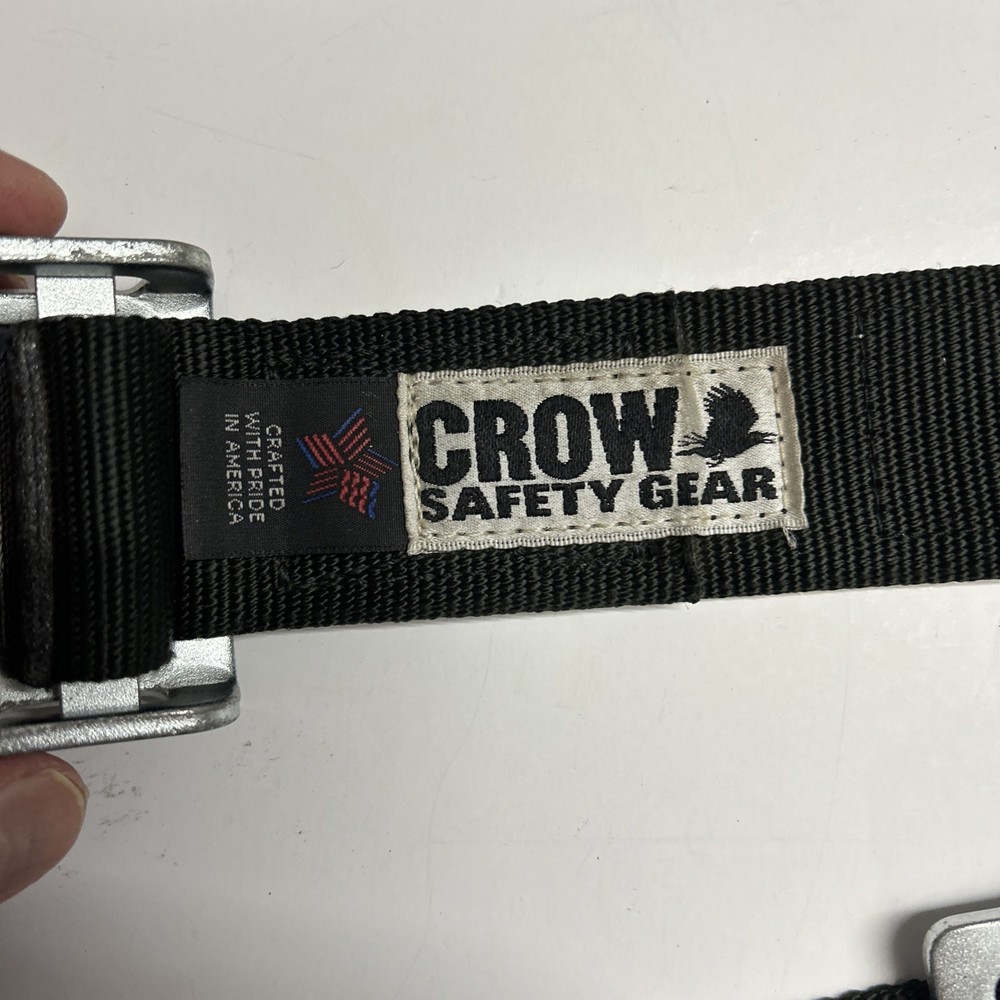 CRAFTED
WITH PRIDE
IN AMERICA
CROW
SAFETY GEAR